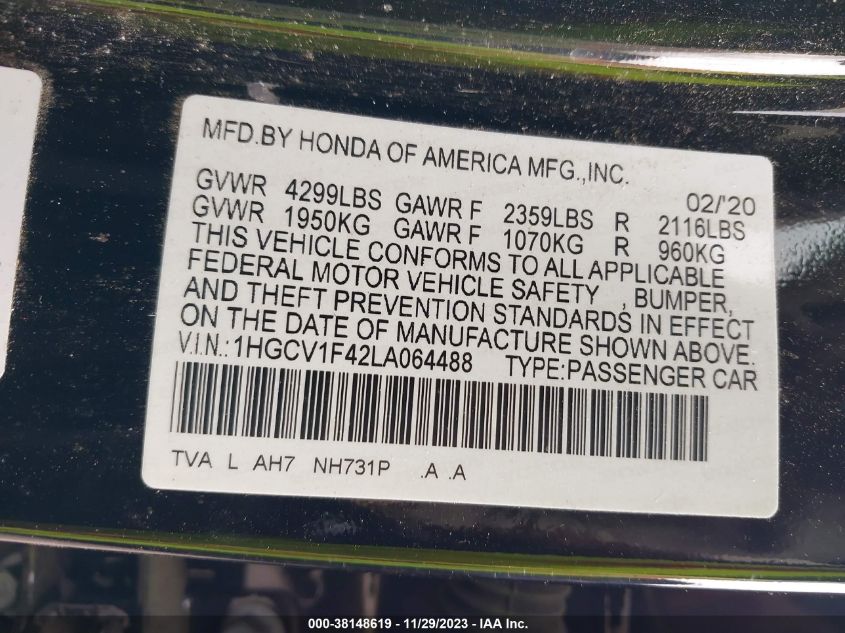 MFD.BY HONDA OF AMERICA MFG.,INC.
02/'20
GVWR 4299LBS GAWR F 2359LBS R 2116LBS
GVWR 1950KG GAWR F 1070KG R 960KG
THIS VEHICLE CONFORMS TO ALL APPLICABLE
FEDERAL MOTOR VEHICLE SAFETY , BUMPER,
AND THEFT PREVENTION STANDARDS IN EFFECT
ON THE DATE OF MANUFACTURE SHOWN ABOVE.
V.I.N.:1HGCV1F42LA064488 TYPE:PASSENGER CAR
TVA L AH7 NH731P .A .A
000-38148619 - 11/29/2023 - IAA Inc.